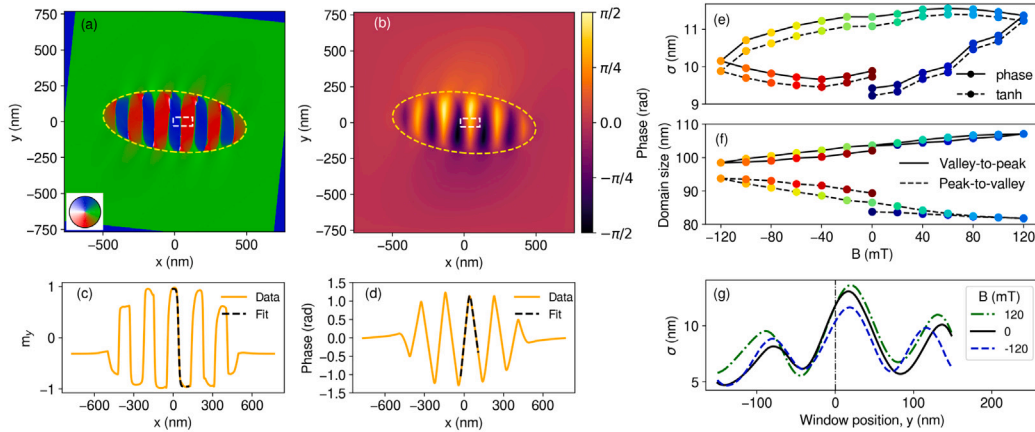 (a)
750
500
250
0
−250
−500
−750
y (nm)
−500
0
500
x (nm)
(b)
750
500
250
0
−250
−500
−750
y (nm)
−500
0
500
x (nm)
π/2
π/4
0.0
−π/4
−π/2
Phase (rad)
(c)
Data
Fit
1
0
−1
m_y
−600
−300
0
300
600
x (nm)
(d)
Data
Fit
1.5
1.0
0.5
0.0
−0.5
−1.0
−1.5
Phase (rad)
−600
−300
0
300
600
x (nm)
(e)
11
10
9
σ (nm)
phase
tanh
(f)
110
100
90
80
Domain size (nm)
Valley-to-peak
Peak-to-valley
−120
−80
−40
0
40
80
120
B (mT)
(g)
10
5
σ (nm)
B (mT)
120
0
-120
−100
0
100
200
Window position, y (nm)